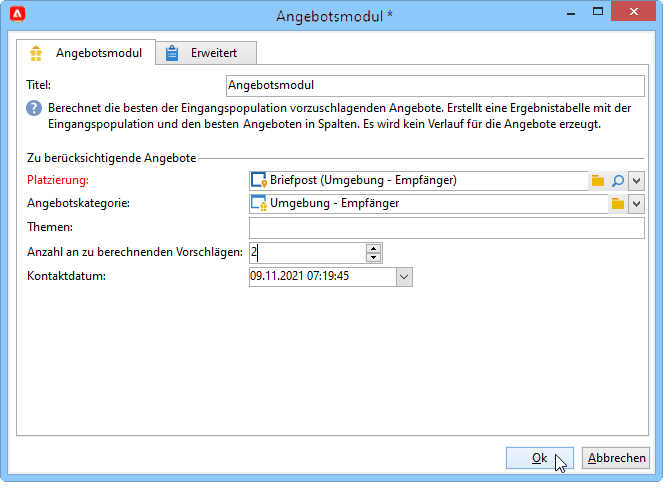 Angebotsmodul *
Angebotsmodul
Erweitert
Titel: Angebotsmodul
Berechnet die besten der Eingangspopulation vorzuschlagenden Angebote. Erstellt eine Ergebnistabelle mit der
Eingangspopulation und den besten Angeboten in Spalten. Es wird kein Verlauf für die Angebote erzeugt.
Zu berücksichtigende Angebote
Platzierung: Briefpost (Umgebung - Empfänger)
Angebotskategorie: Umgebung - Empfänger
Themen:
Anzahl an zu berechnenden Vorschlägen: 2
Kontaktdatum: 09.11.2021 07:19:45
Ok
Abbrechen